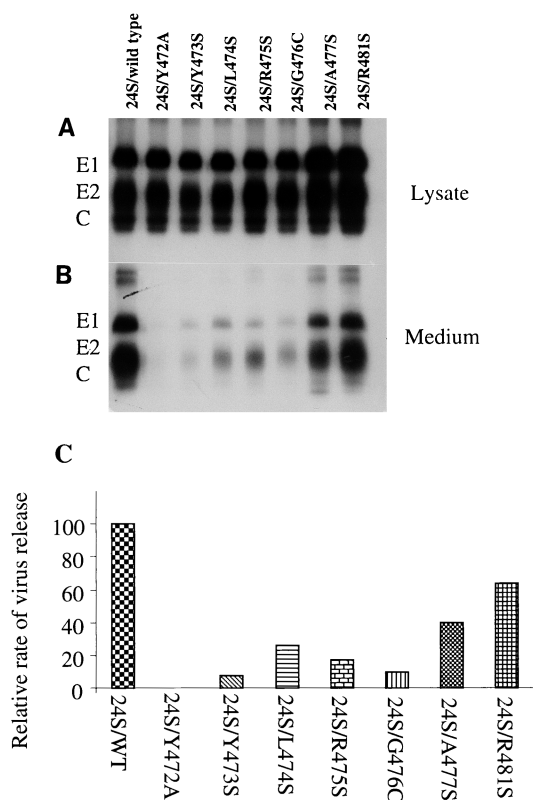 24S/wild type
24S/Y472A
24S/Y473S
24S/L474S
24S/R475S
24S/G476C
24S/A477S
24S/R481S
A
E1
E2
C
Lysate
B
E1
E2
C
Medium
C
Relative rate of virus release
100
80
60
40
20
0
24S/WT
24S/Y472A
24S/Y473S
24S/L474S
24S/R475S
24S/G476C
24S/A477S
24S/R481S